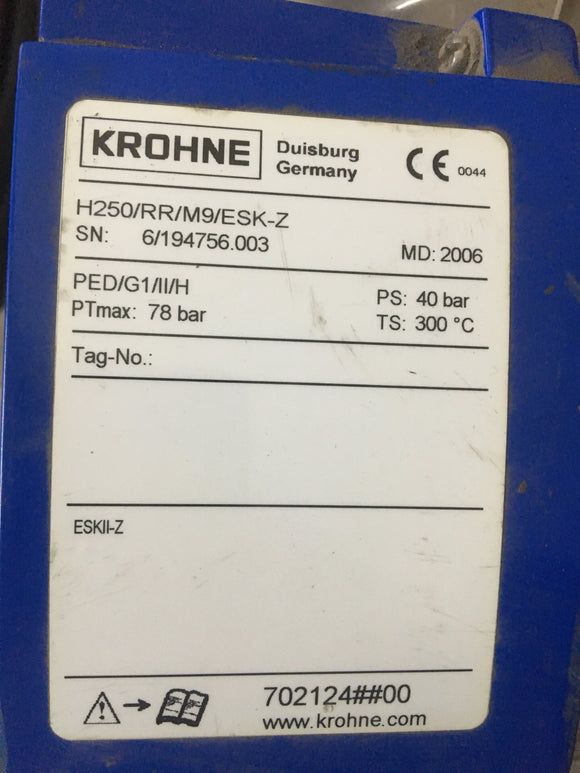 KROHNE Duisburg
Germany
CE 0044
H250/RR/M9/ESK-Z
SN: 6/194756.003
MD: 2006
PED/G1/II/H
PS: 40 bar
PTmax: 78 bar
TS: 300 °C
Tag-No.:
ESKII-Z
702124##00
www.krohne.com